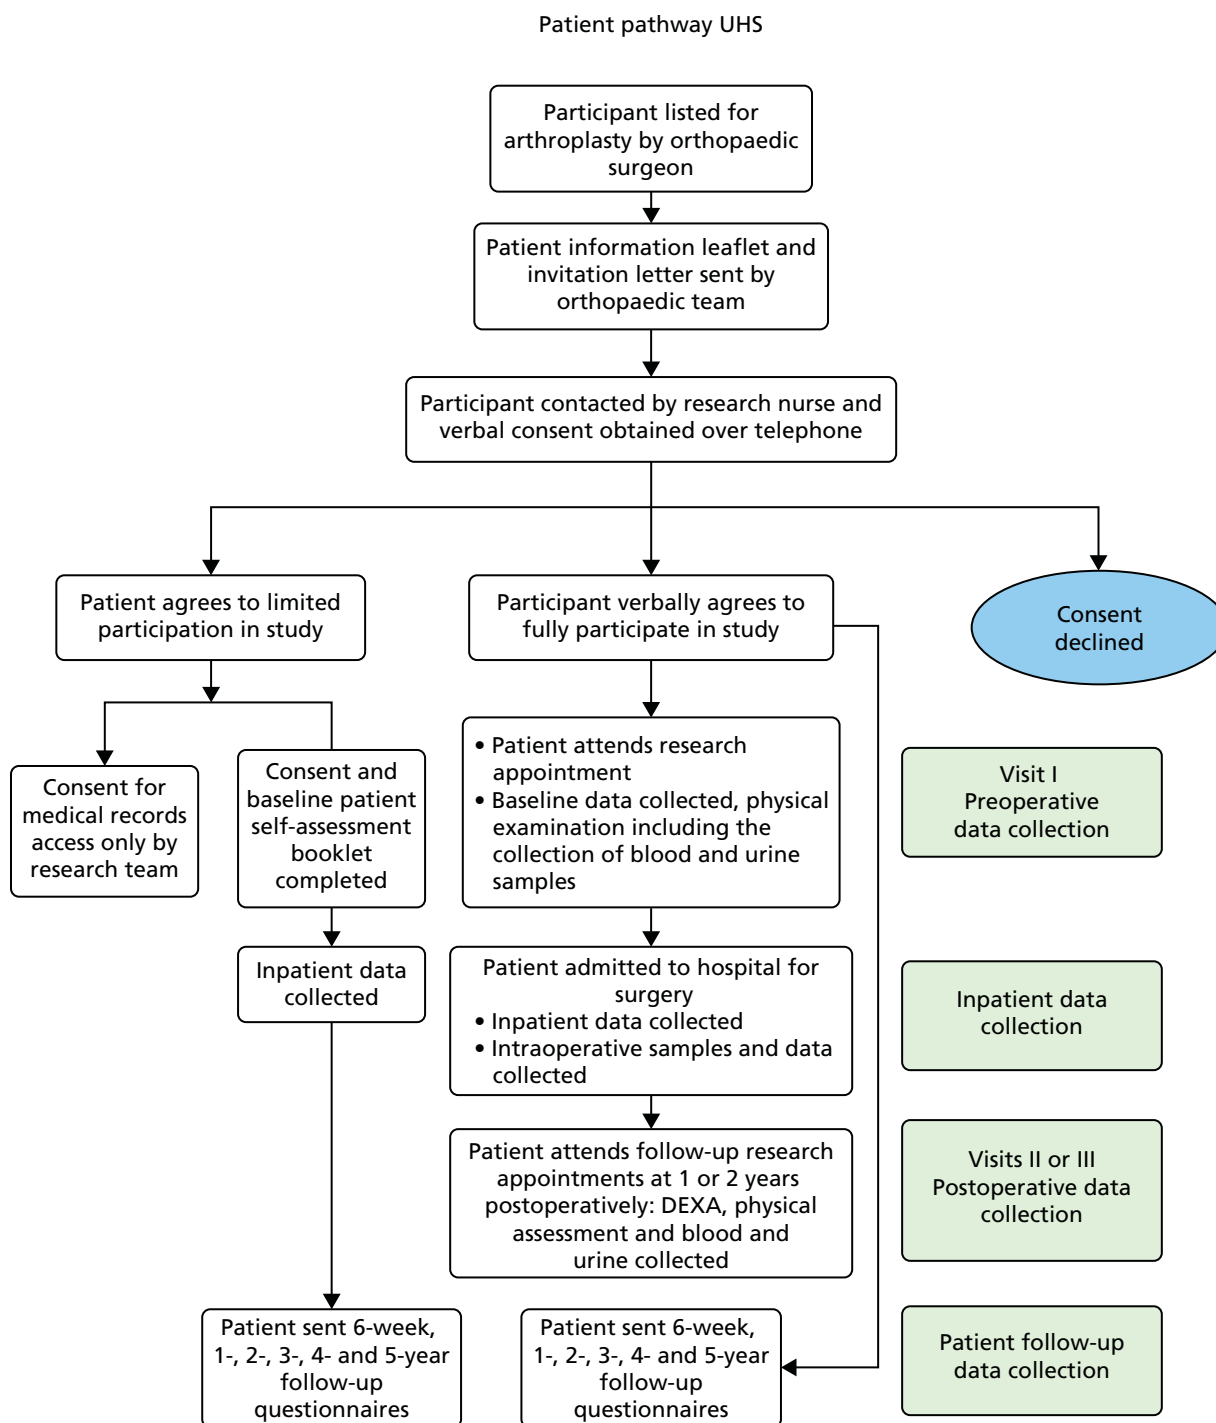 Patient pathway UHS
Participant listed for
arthroplasty by orthopaedic
surgeon
Patient information leaflet and
invitation letter sent by
orthopaedic team
Participant contacted by research nurse and
verbal consent obtained over telephone
Patient agrees to limited
participation in study
Participant verbally agrees to
fully participate in study
Consent
declined
Consent for
medical records
access only by
research team
Consent and
baseline patient
self-assessment
booklet
completed
• Patient attends research
appointment
• Baseline data collected, physical
examination including the
collection of blood and urine
samples
Visit I
Preoperative
data collection
Inpatient data
collected
Patient admitted to hospital for
surgery
• Inpatient data collected
• Intraoperative samples and data
collected
Inpatient data
collection
Patient attends follow-up research
appointments at 1 or 2 years
postoperatively: DEXA, physical
assessment and blood and
urine collected
Visits II or III
Postoperative data
collection
Patient sent 6-week,
1-, 2-, 3-, 4- and 5-year
follow-up
questionnaires
Patient sent 6-week,
1-, 2-, 3-, 4- and 5-year
follow-up
questionnaires
Patient follow-up
data collection